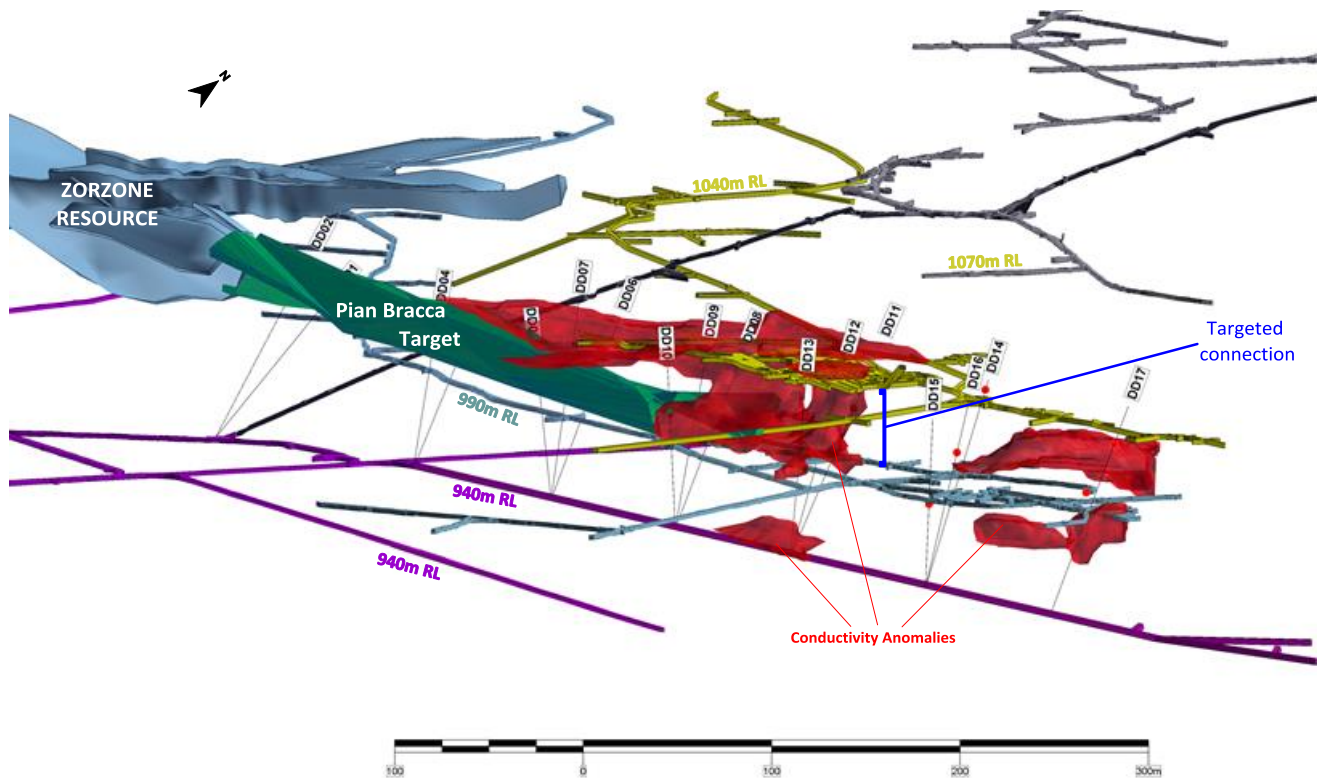 N
ZORZONE
RESOURCE
DD02
1040m RL
1070m RL
DD04
DD07
DD06
Pian Bracca
Target
DD09
DD08
DD10
DD11
DD12
DD13
Targeted
connection
DD14
DD16
DD15
DD17
990m RL
940m RL
940m RL
Conductivity Anomalies
100
0
100
200
300m